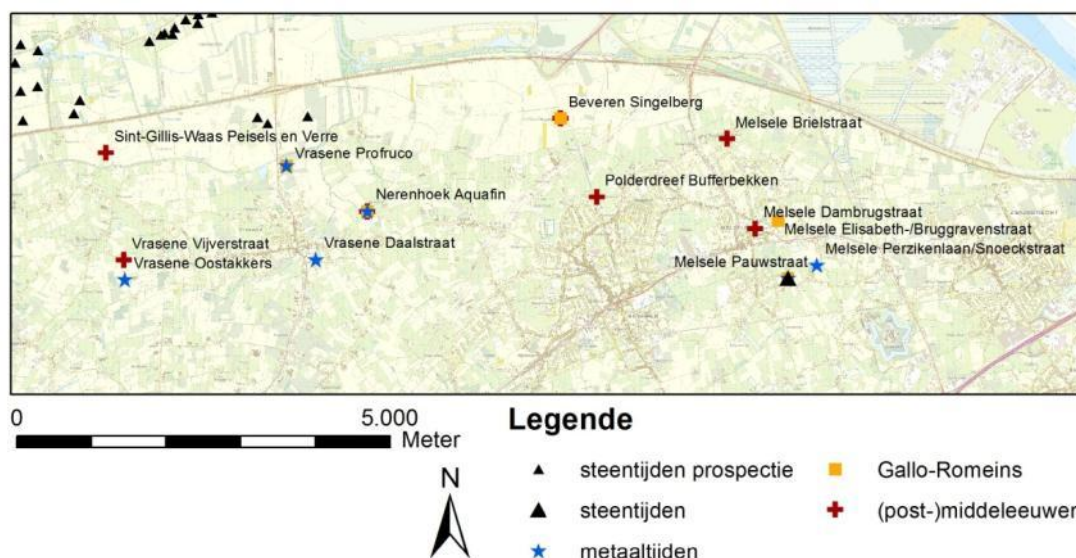 Beveren Singelberg
Melsele Brielstraat
Sint-Gillis-Waas Peisels en Verre
Vrasene Profruco
Polderdreef Bufferbekken
Nerenhoek Aquafin
Melsele Dambrugstraat
Melsele Elisabeth-/Bruggravenstraat
Vrasene Vijverstraat
Vrasene Daalstraat
Melsele Perzikenlaan/Snoeckstraat
Vrasene Oostakkers
Melsele Pauwstraat
0 5.000
Meter
Legende
N
steentijden prospectie
Gallo-Romeins
steentijden
(post-)middeleeuwen
metaaltijden